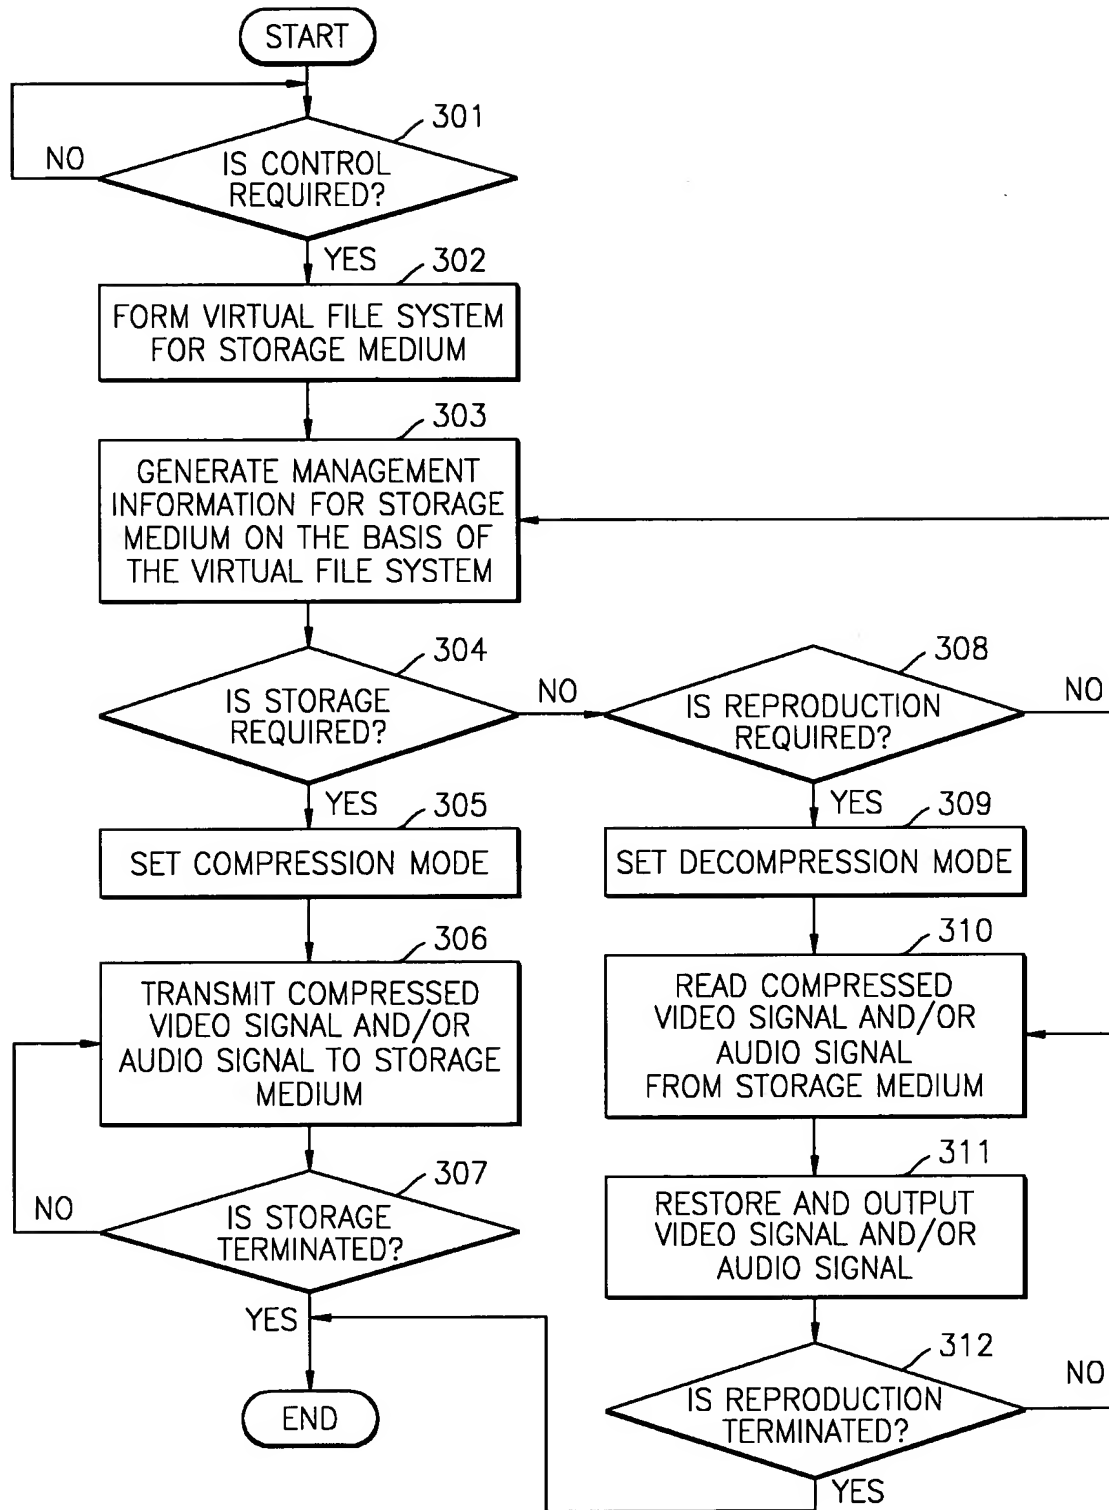 START
301
NO
IS CONTROL
REQUIRED?
YES
302
FORM VIRTUAL FILE SYSTEM
FOR STORAGE MEDIUM
303
GENERATE MANAGEMENT
INFORMATION FOR STORAGE
MEDIUM ON THE BASIS OF
THE VIRTUAL FILE SYSTEM
304
IS STORAGE
REQUIRED?
NO
308
IS REPRODUCTION
REQUIRED?
NO
YES
305
SET COMPRESSION MODE
YES
309
SET DECOMPRESSION MODE
306
TRANSMIT COMPRESSED
VIDEO SIGNAL AND/OR
AUDIO SIGNAL TO STORAGE
MEDIUM
310
READ COMPRESSED
VIDEO SIGNAL AND/OR
AUDIO SIGNAL
FROM STORAGE MEDIUM
307
NO
IS STORAGE
TERMINATED?
YES
311
RESTORE AND OUTPUT
VIDEO SIGNAL AND/OR
AUDIO SIGNAL
312
IS REPRODUCTION
TERMINATED?
NO
YES
END